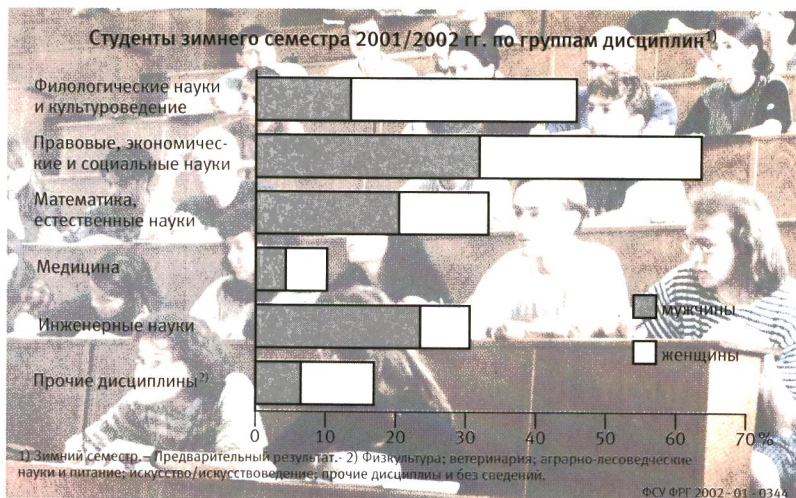 Студенты зимнего семестра 2001/2002 гг. по группам дисциплин1)
Филологические науки
и культуроведение
Правовые, экономичес-
кие и социальные науки
Математика,
естественные науки
Медицина
Инженерные науки
Прочие дисциплины2)
мужчины
женщины
0 10 20 30 40 50 60 70%
1) Зимний семестр. – Предварительный результат.- 2) Физкультура; ветеринария; аграрно-лесоведческие
науки и питание; искусство/искусствоведение; прочие дисциплиы и без сведений.
ФСУ ФРГ 2002 - 01 - 0344